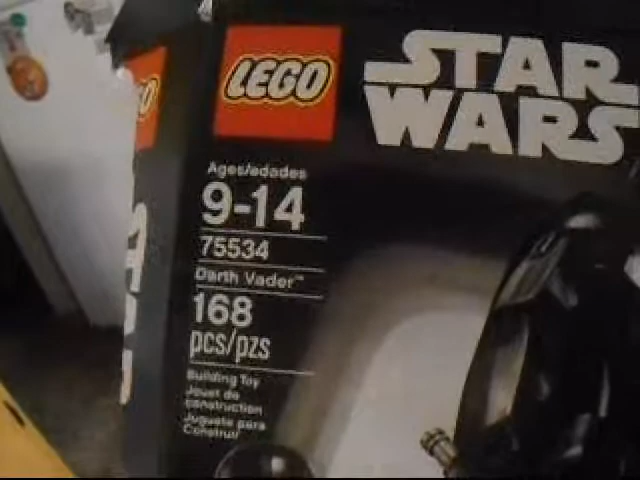 LEGO
STAR
WARS
Ages/edades
9-14
75534
Darth Vader™
168
pcs/pzs
Building Toy
Jouet de
construction
Juguete para
Construir